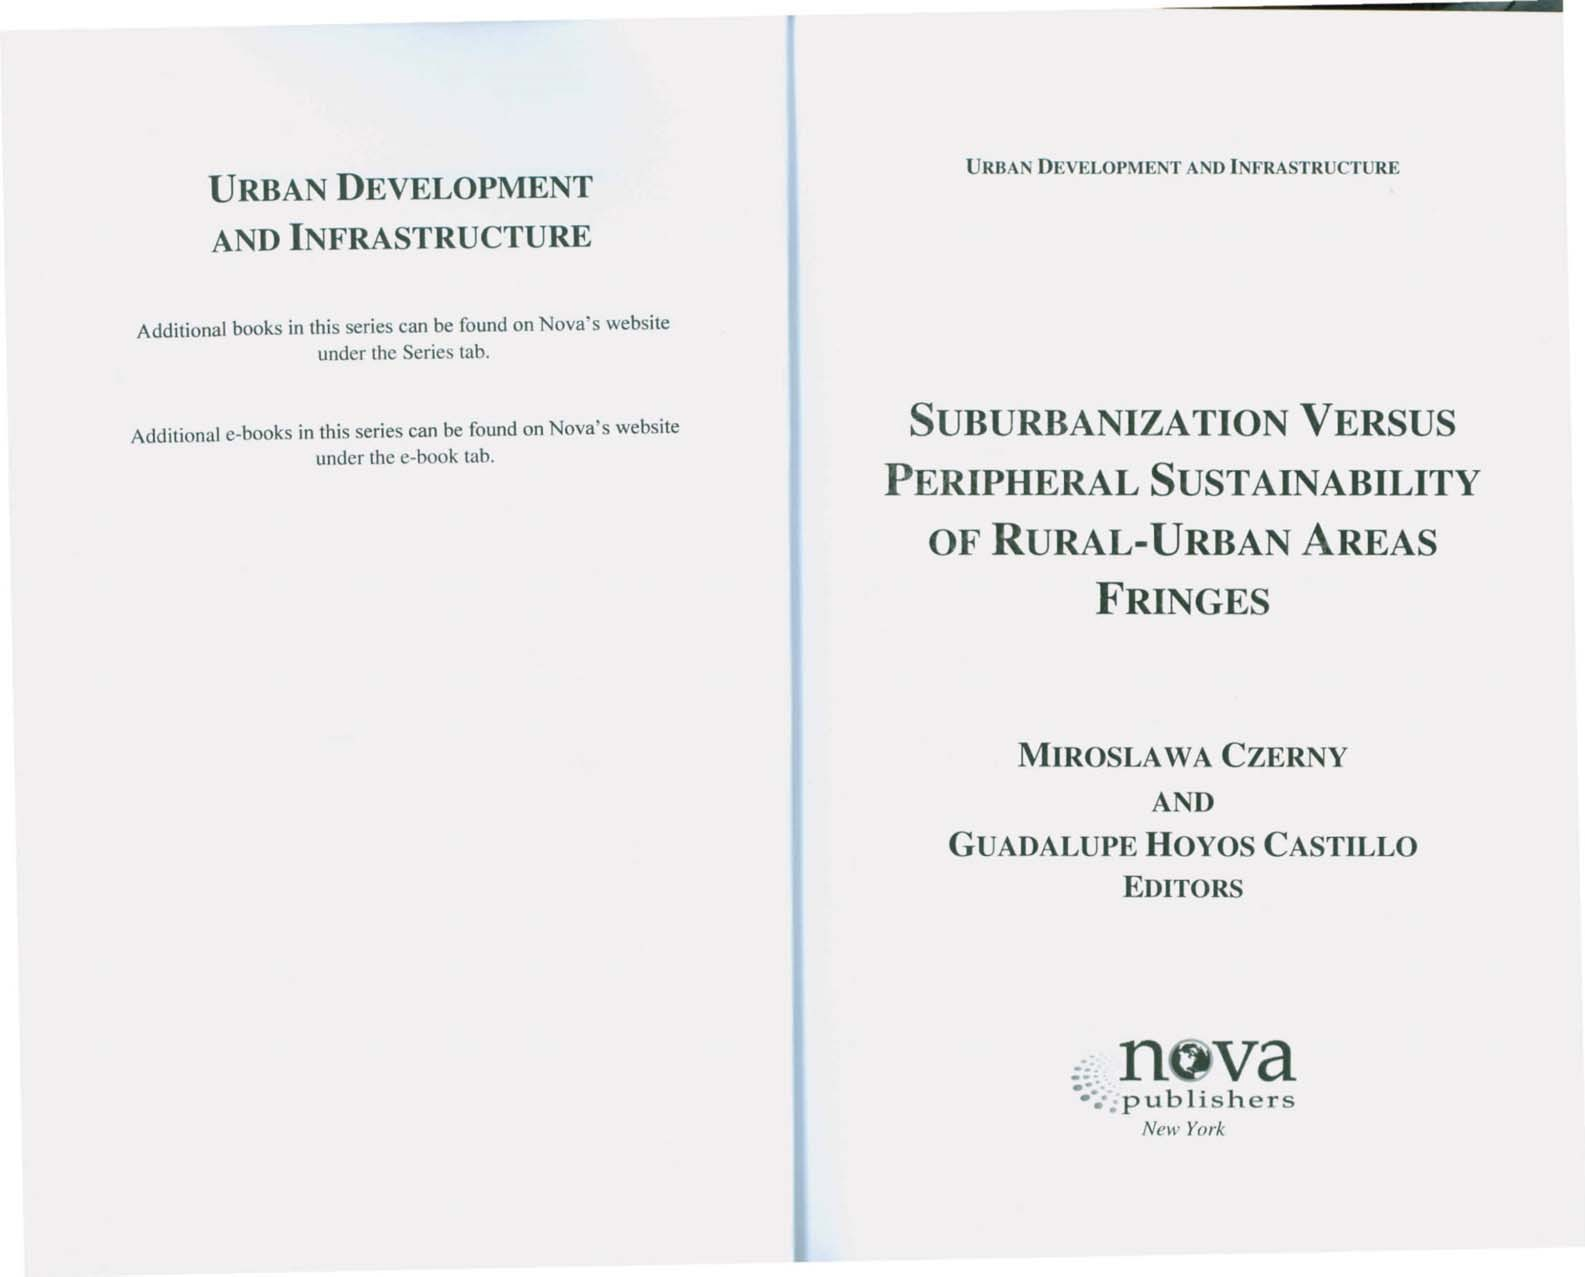 URBAN DEVELOPMENT
AND INFRASTRUCTURE
Additional books in this series can be found on Nova's website
under the Series tab.
Additional e-books in this series can be found on Nova's website
under the e-book tab.
URBAN DEVELOPMENT AND INFRASTRUCTURE
SUBURBANIZATION VERSUS
PERIPHERAL SUSTAINABILITY
OF RURAL-URBAN AREAS
FRINGES
MIROSLAWA CZERNY
AND
GUADALUPE HOYOS CASTILLO
EDITORS
nova
publishers
New York